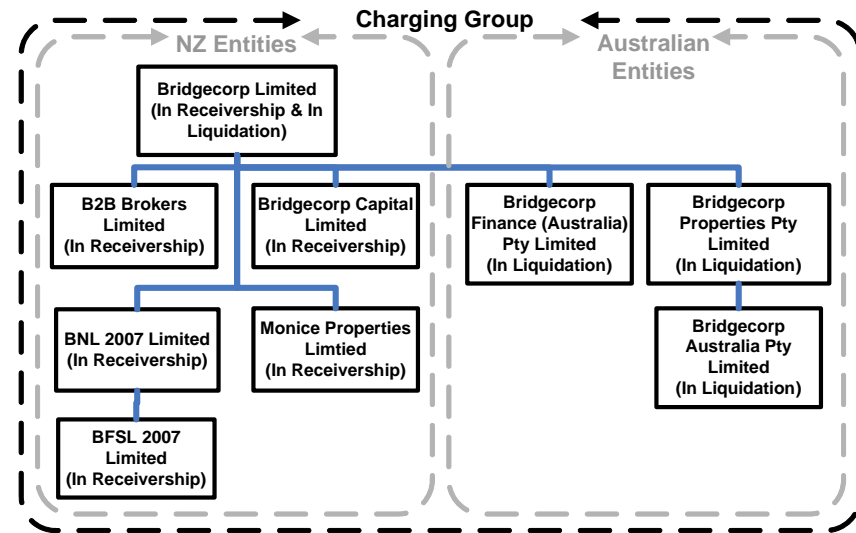 Charging Group
NZ Entities
Australian
Entities
Bridgecorp Limited
(In Receivership & In
Liquidation)
B2B Brokers
Limited
(In Receivership)
Bridgecorp Capital
Limited
(In Receivership)
Bridgecorp
Finance (Australia)
Pty Limited
(In Liquidation)
Bridgecorp
Properties Pty
Limited
(In Liquidation)
BNL 2007 Limited
(In Receivership)
Monice Properties
Limtied
(In Receivership)
Bridgecorp
Australia Pty
Limited
(In Liquidation)
BFSL 2007
Limited
(In Receivership)